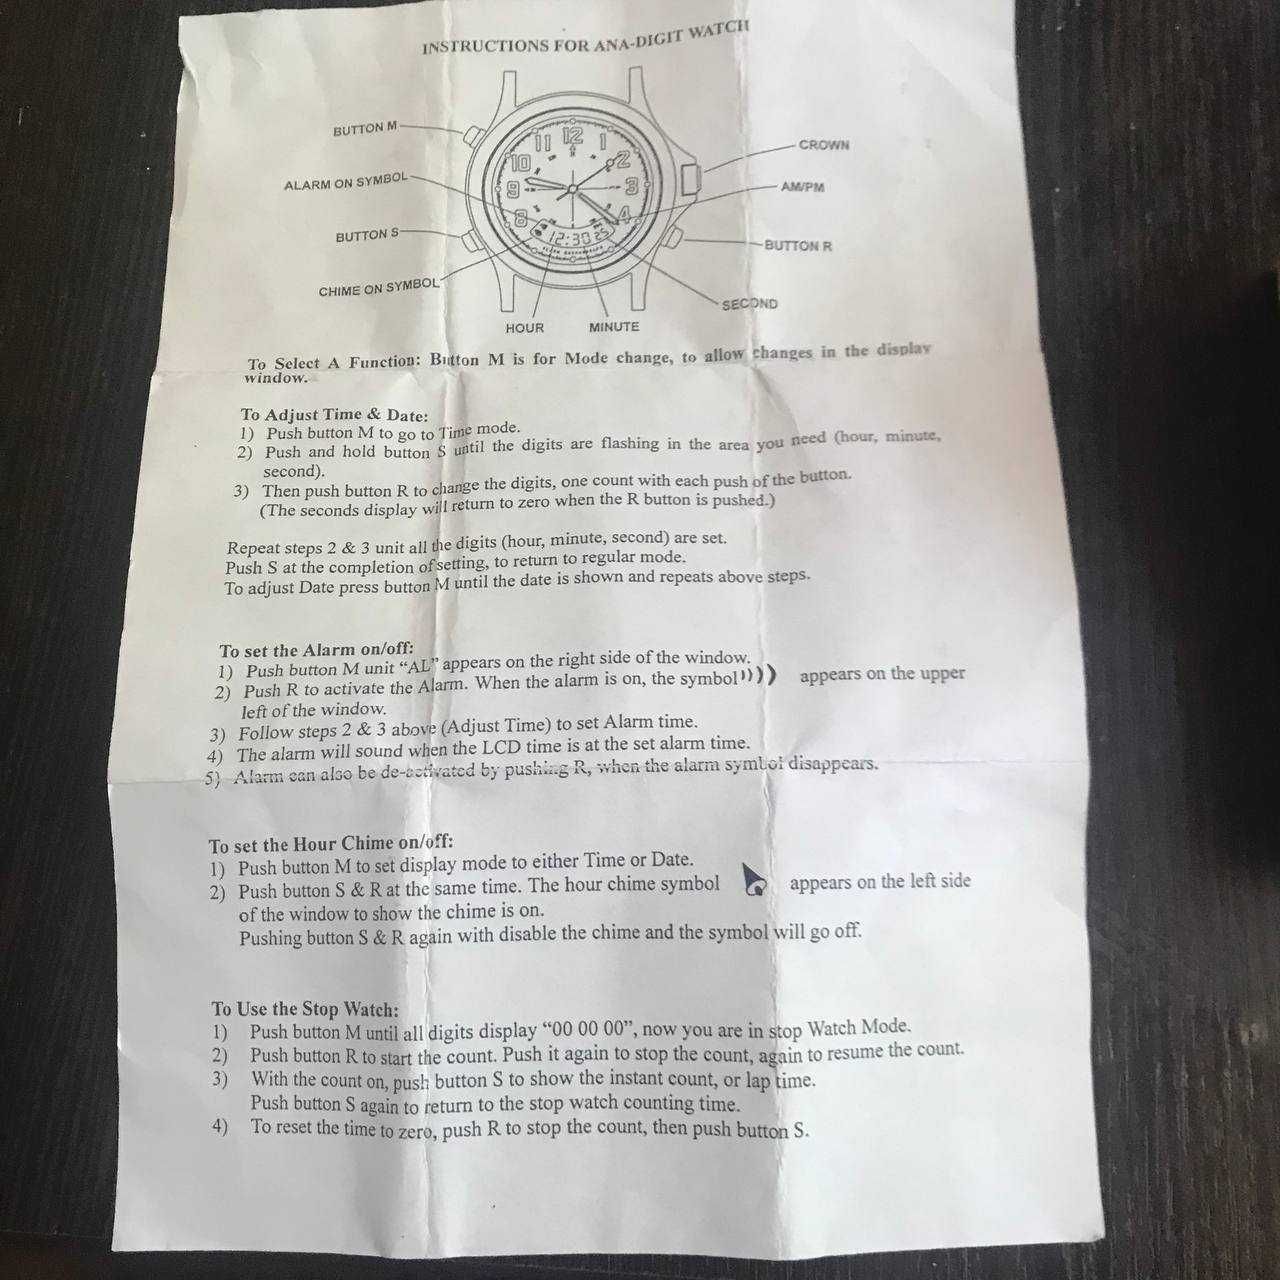 INSTRUCTIONS FOR ANA-DIGIT WATCH
BUTTON M
ALARM ON SYMBOL
BUTTON S
CHIME ON SYMBOL
HOUR
MINUTE
CROWN
AM/PM
BUTTON R
SECOND
12
1
2
3
4
8
9
10
11
12:30 25
To Select A Function: Button M is for Mode change, to allow changes in the display
window.
To Adjust Time & Date:
1) Push button M to go to Time mode.
2) Push and hold button S until the digits are flashing in the area you need (hour, minute,
second).
3) Then push button R to change the digits, one count with each push of the button.
(The seconds display will return to zero when the R button is pushed.)
Repeat steps 2 & 3 unit all the digits (hour, minute, second) are set.
Push S at the completion of setting, to return to regular mode.
To adjust Date press button M until the date is shown and repeats above steps.
To set the Alarm on/off:
1) Push button M unit “AL” appears on the right side of the window.
2) Push R to activate the Alarm. When the alarm is on, the symbol )))) appears on the upper
left of the window.
3) Follow steps 2 & 3 above (Adjust Time) to set Alarm time.
4) The alarm will sound when the LCD time is at the set alarm time.
5) Alarm can also be de-activated by pushing R, when the alarm symbol disappears.
To set the Hour Chime on/off:
1) Push button M to set display mode to either Time or Date.
2) Push button S & R at the same time. The hour chime symbol appears on the left side
of the window to show the chime is on.
Pushing button S & R again with disable the chime and the symbol will go off.
To Use the Stop Watch:
1) Push button M until all digits display “00 00 00”, now you are in stop Watch Mode.
2) Push button R to start the count. Push it again to stop the count, again to resume the count.
3) With the count on, push button S to show the instant count, or lap time.
Push button S again to return to the stop watch counting time.
4) To reset the time to zero, push R to stop the count, then push button S.